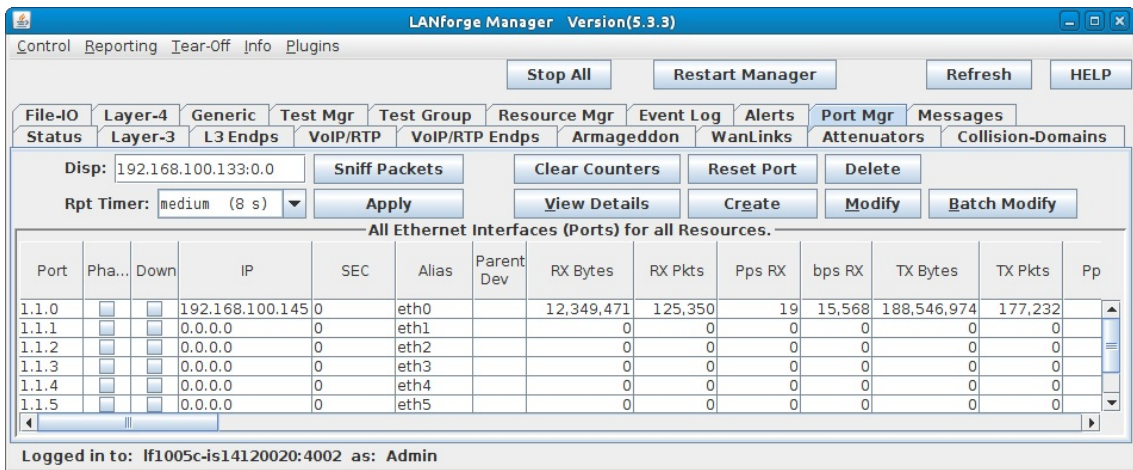 LANforge Manager Version(5.3.3)
Control Reporting Tear-Off Info Plugins
Stop All Restart Manager Refresh HELP
File-IO Layer-4 Generic Test Mgr Test Group Resource Mgr Event Log Alerts Port Mgr Messages
Status Layer-3 L3 Endps VoIP/RTP VoIP/RTP Endps Armageddon WanLinks Attenuators Collision-Domains
Disp: 192.168.100.133:0.0 Sniff Packets Clear Counters Reset Port Delete
Rpt Timer: medium (8 s) Apply View Details Create Modify Batch Modify
All Ethernet Interfaces (Ports) for all Resources.
Port Pha... Down IP SEC Alias Parent Dev RX Bytes RX Pkts Pps RX bps RX TX Bytes TX Pkts Pp
1.1.0 192.168.100.145 0 eth0 12,349,471 125,350 19 15,568 188,546,974 177,232
1.1.1 0.0.0.0 0 eth1 0 0 0 0 0 0
1.1.2 0.0.0.0 0 eth2 0 0 0 0 0 0
1.1.3 0.0.0.0 0 eth3 0 0 0 0 0 0
1.1.4 0.0.0.0 0 eth4 0 0 0 0 0 0
1.1.5 0.0.0.0 0 eth5 0 0 0 0 0 0
Logged in to: lf1005c-is14120020:4002 as: Admin